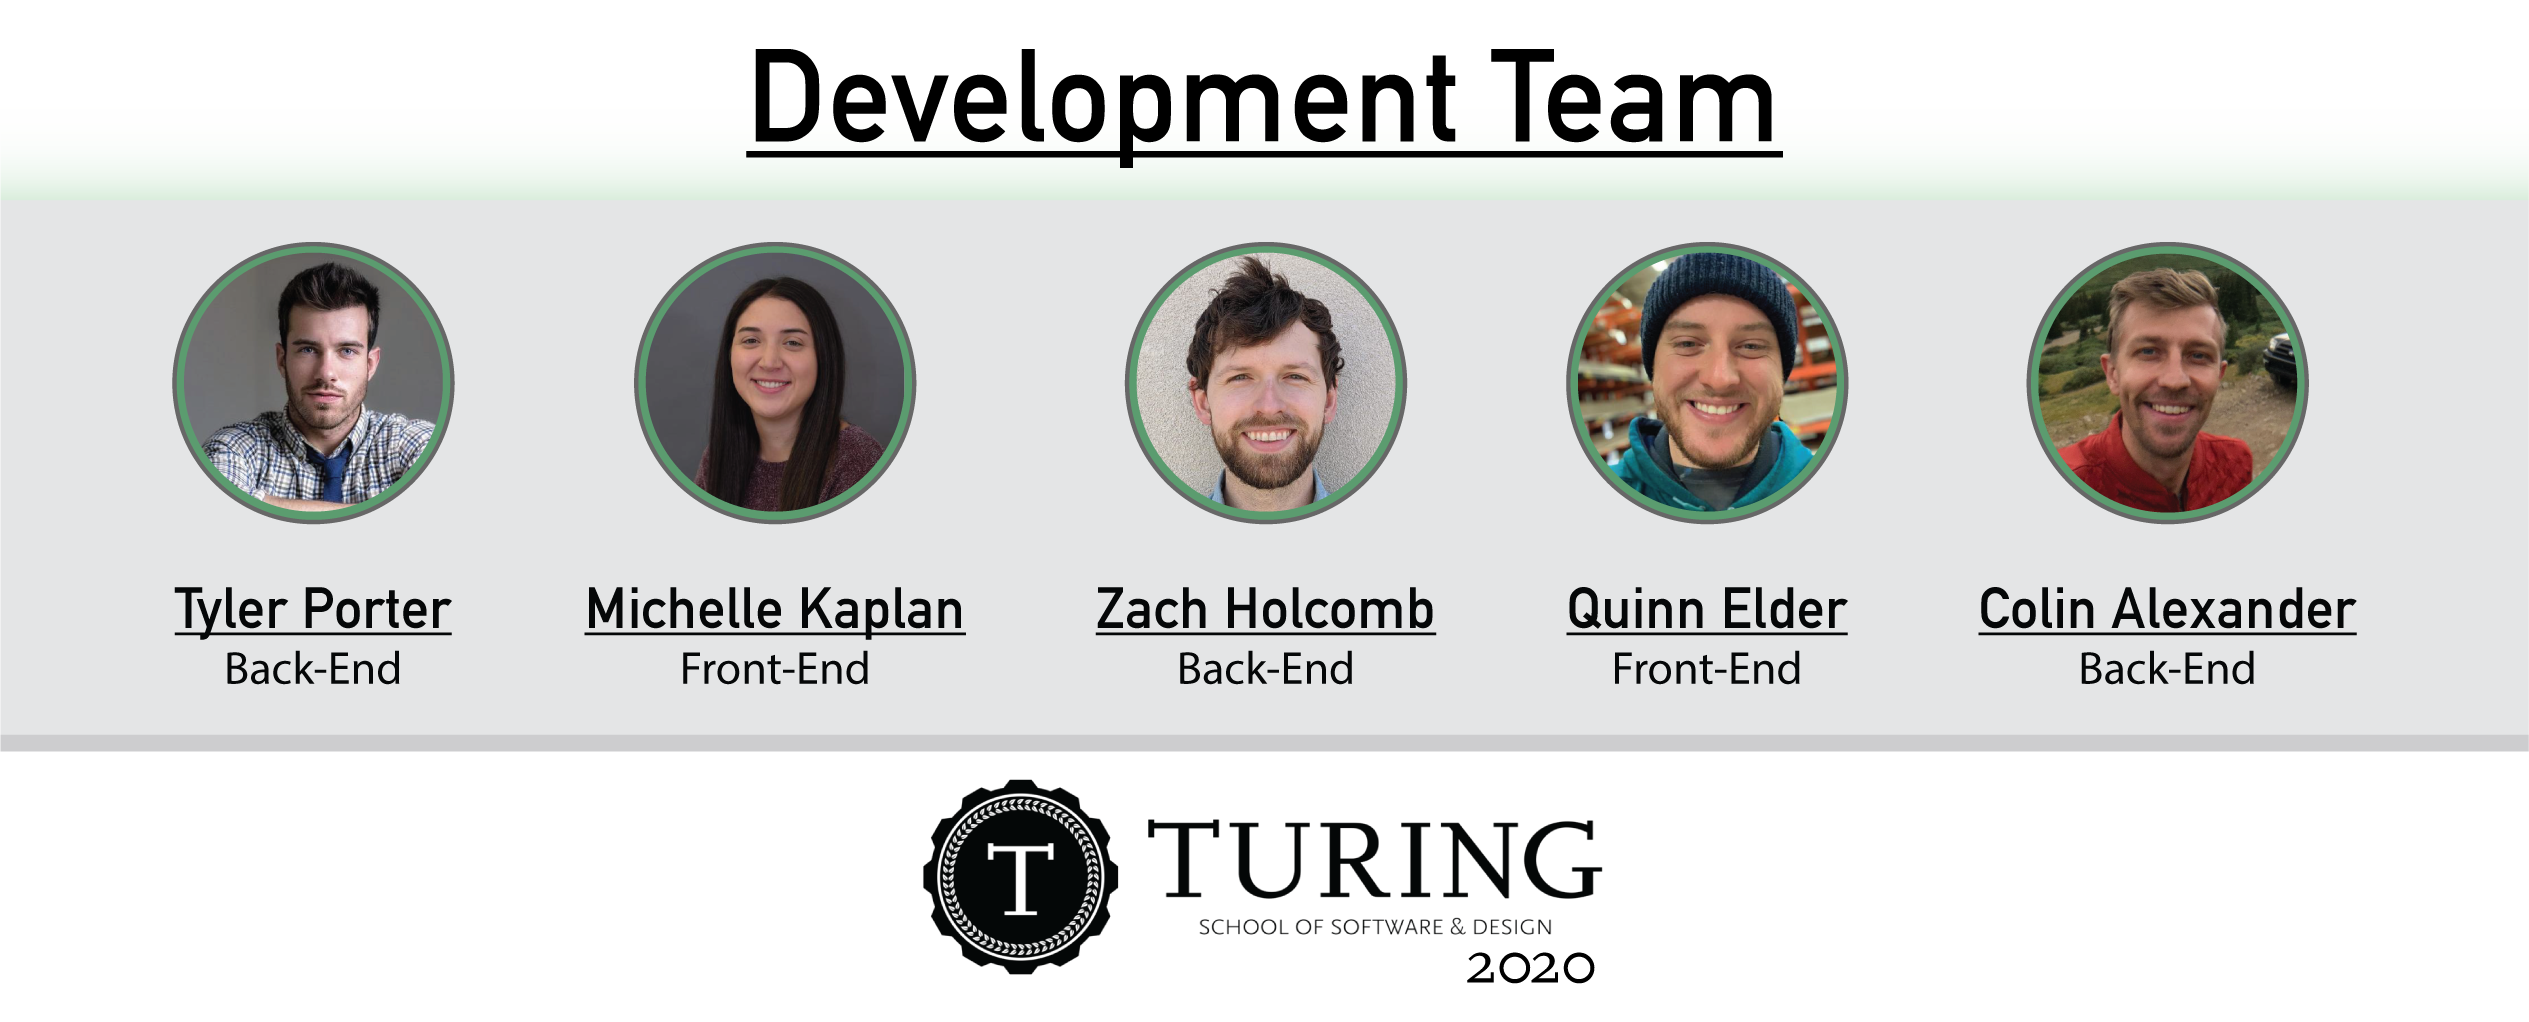 Development Team
Tyler Porter
Back-End
Michelle Kaplan
Front-End
Zach Holcomb
Back-End
Quinn Elder
Front-End
Colin Alexander
Back-End
T
TURING
SCHOOL OF SOFTWARE & DESIGN
2020